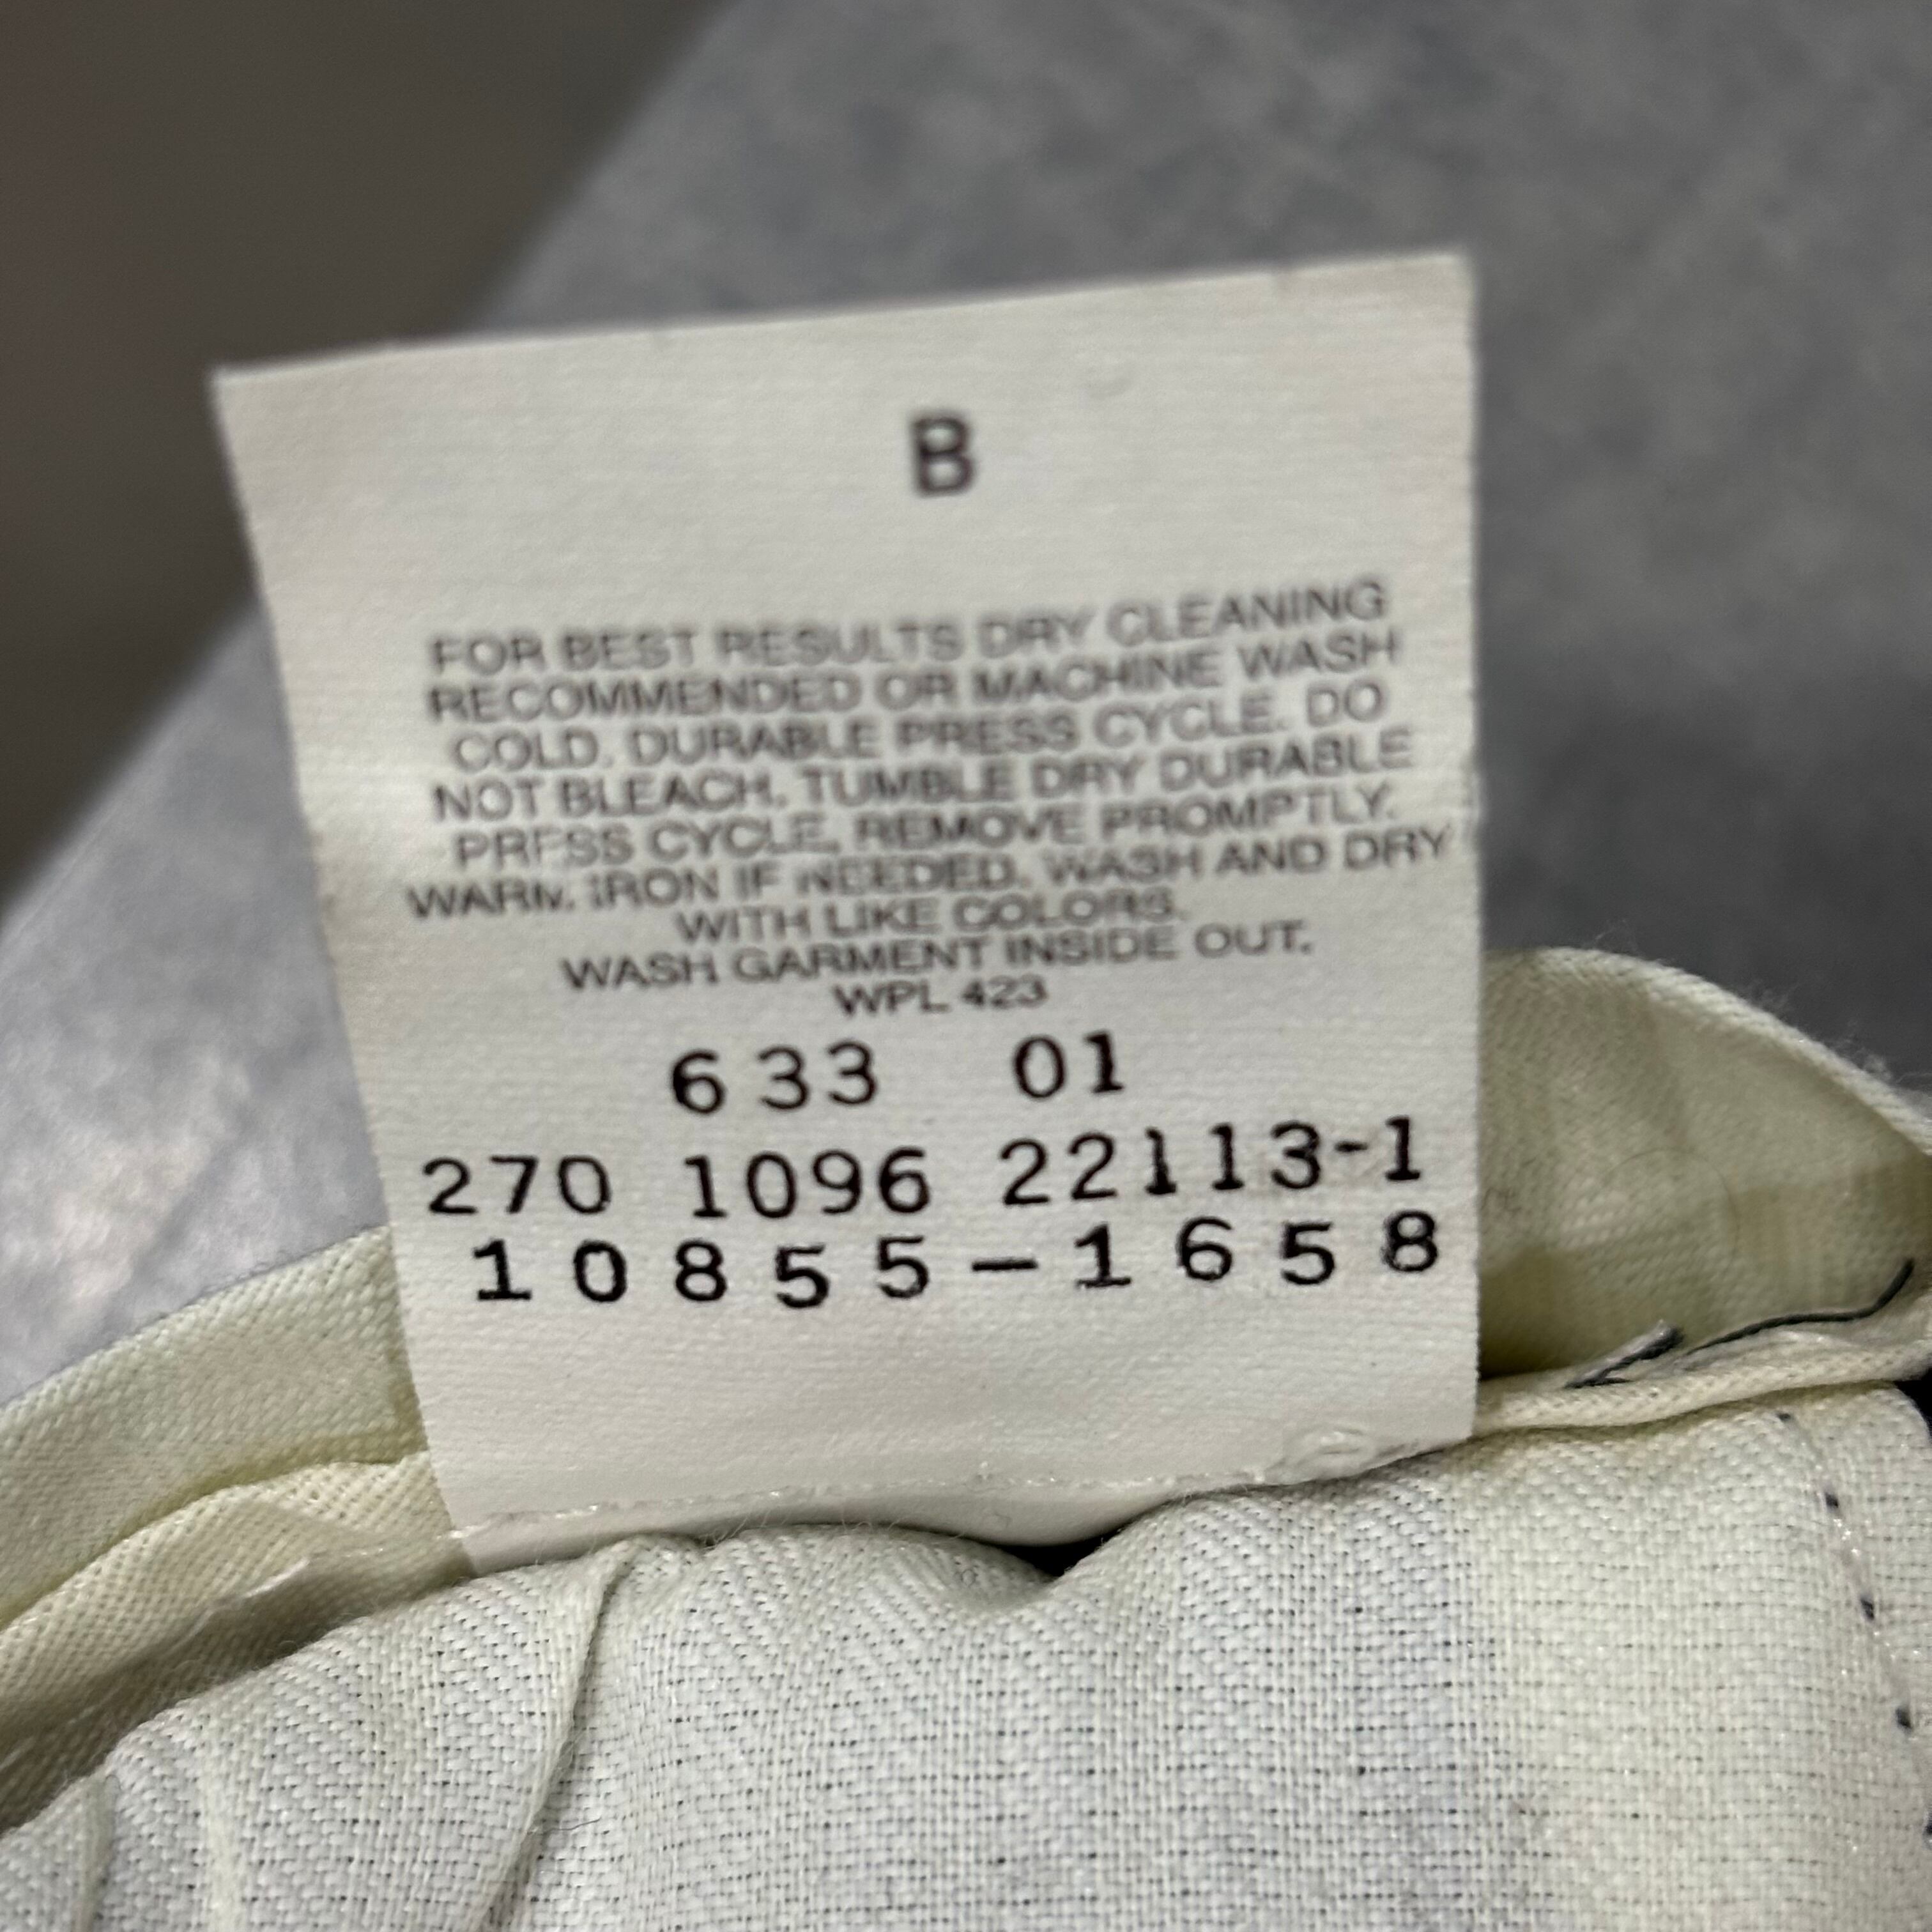 B
FOR BEST RESULTS DRY CLEANING
RECOMMENDED OR MACHINE WASH
COLD. DURABLE PRESS CYCLE. DO
NOT BLEACH. TUMBLE DRY DURABLE
PRESS CYCLE. REMOVE PROMPTLY.
WARM IRON IF NEEDED. WASH AND DRY
WITH LIKE COLORS.
WASH GARMENT INSIDE OUT.
WPL 423
633 01
270 1096 22113-1
10855-1658